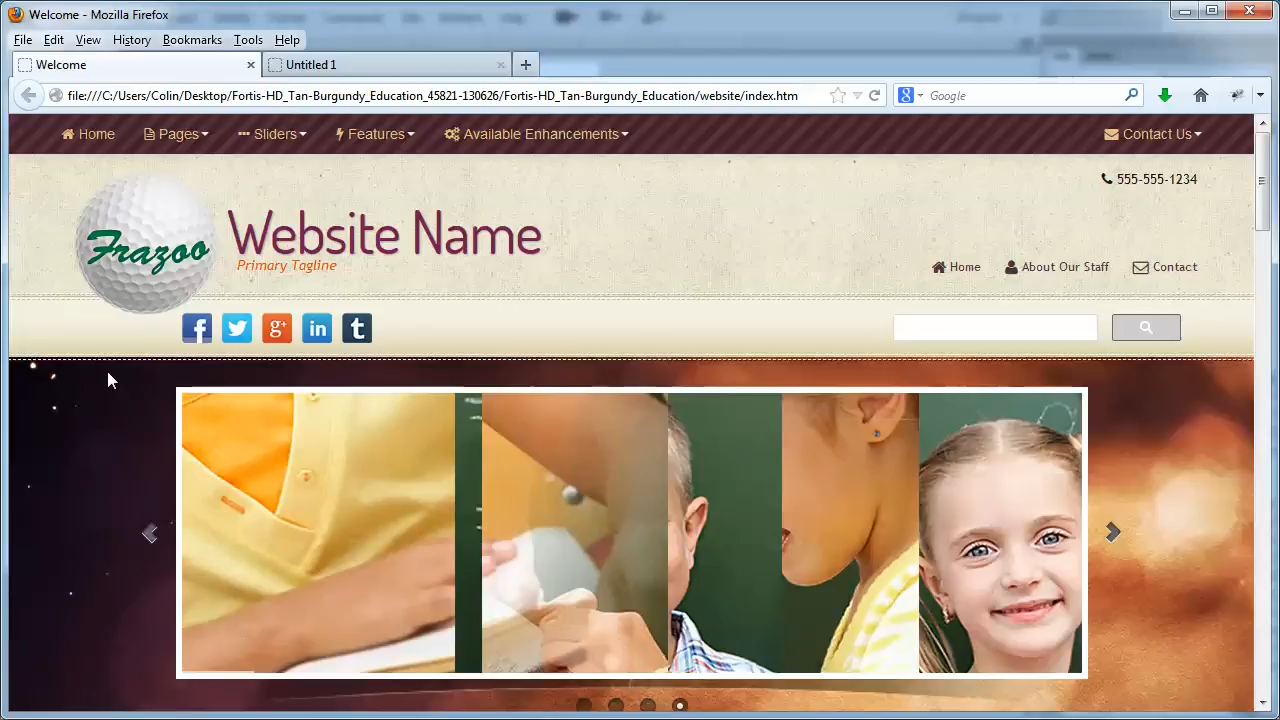 Welcome - Mozilla Firefox
File Edit View History Bookmarks Tools Help
Welcome Untitled 1
file:///C:/Users/Colin/Desktop/Fortis-HD_Tan-Burgundy_Education_45821-130626/Fortis-HD_Tan-Burgundy_Education/website/index.htm Google
Home Pages Sliders Features Available Enhancements Contact Us
555-555-1234
Frazoo
Website Name
Primary Tagline
Home About Our Staff Contact
f g+ in t